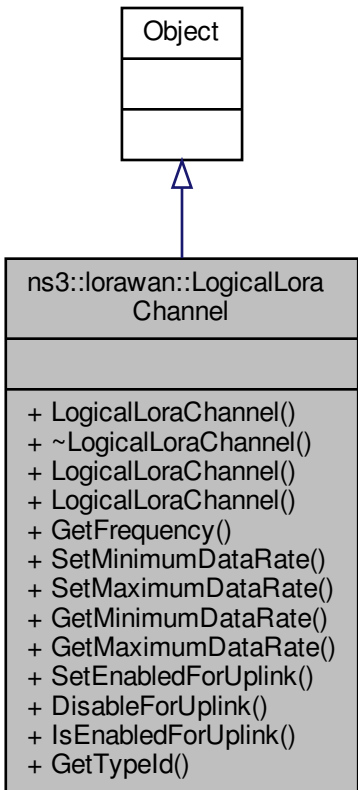 Object
ns3::lorawan::LogicalLora
Channel
+ LogicalLoraChannel()
+ ~LogicalLoraChannel()
+ LogicalLoraChannel()
+ LogicalLoraChannel()
+ GetFrequency()
+ SetMinimumDataRate()
+ SetMaximumDataRate()
+ GetMinimumDataRate()
+ GetMaximumDataRate()
+ SetEnabledForUplink()
+ DisableForUplink()
+ IsEnabledForUplink()
+ GetTypeId()